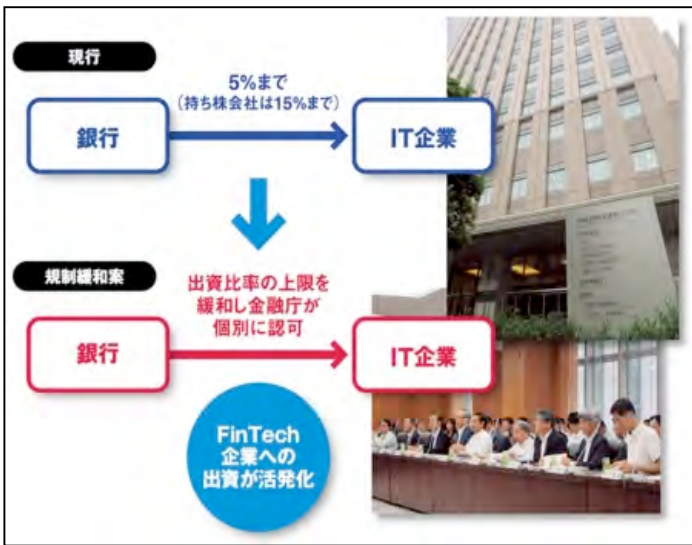 現行
5%まで
(持ち株会社は15%まで)
銀行
IT企業
規制緩和案
出資比率の上限を
緩和し金融庁が
個別に認可
銀行
IT企業
FinTech
企業への
出資が活発化